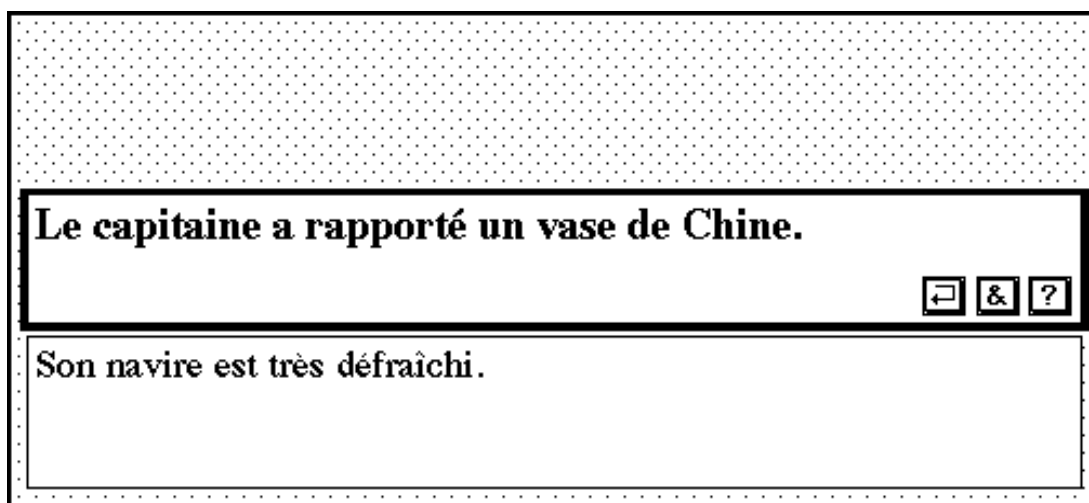 Le capitaine a rapporté un vase de Chine.
& ?
Son navire est très défraîchi.